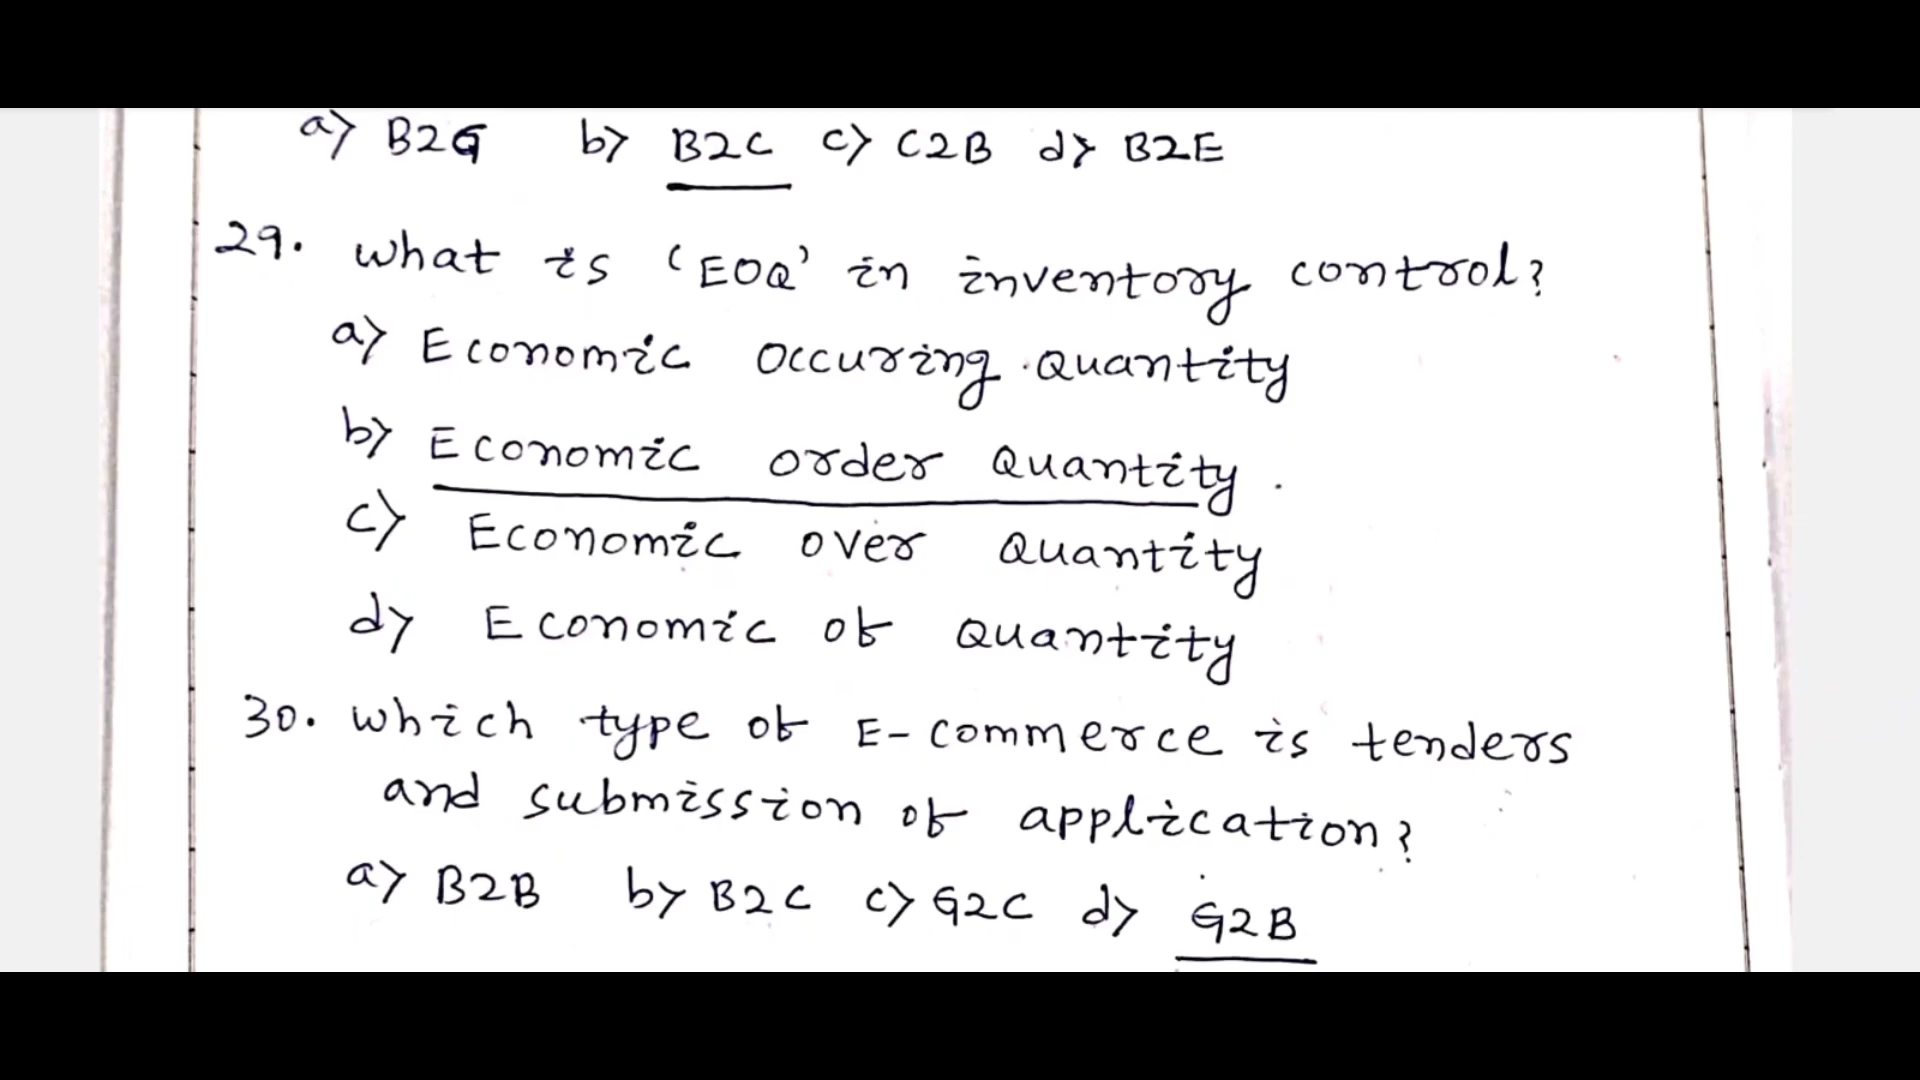 a) B2G b) B2C c) C2B d) B2E
29. What is 'EOQ' in inventory control?
a) Economic Occuring Quantity
b) Economic order Quantity.
c) Economic over Quantity
d) Economic of Quantity
30. Which type of E-commerce is tenders
and submission of application?
a) B2B b) B2C c) G2C d) G2B